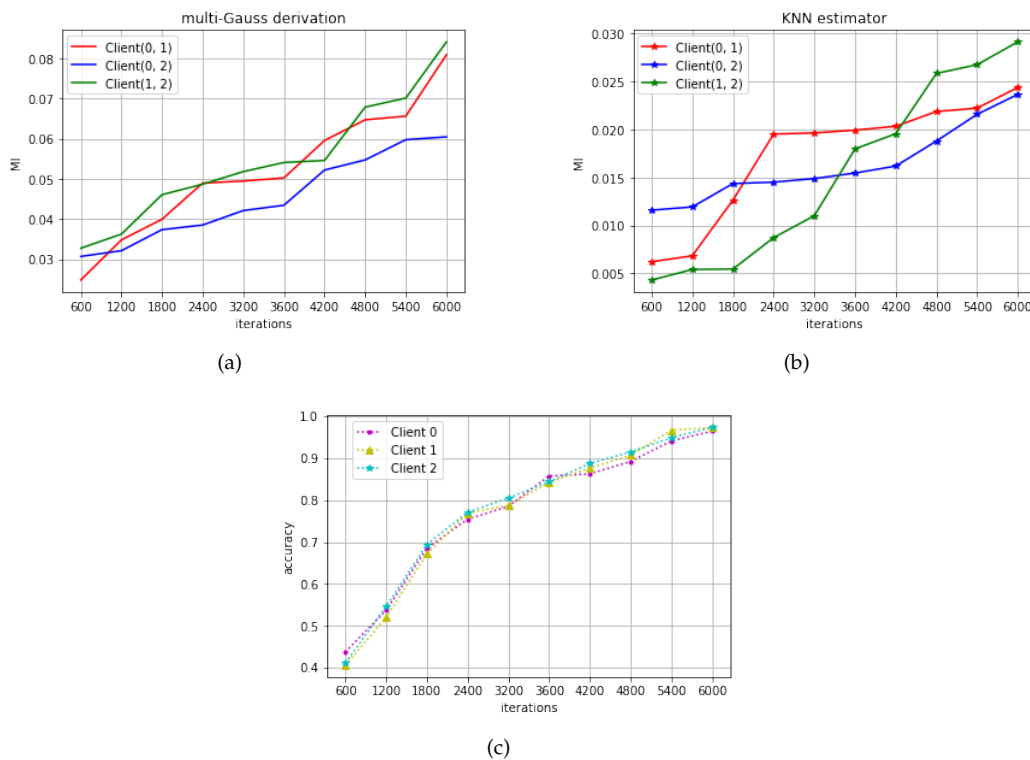 multi-Gauss derivation
Client(0, 1)
Client(0, 2)
Client(1, 2)
0.08
0.07
0.06
0.05
0.04
0.03
MI
600 1200 1800 2400 3200 3600 4200 4800 5400 6000
iterations
(a)
KNN estimator
Client(0, 1)
Client(0, 2)
Client(1, 2)
0.030
0.025
0.020
0.015
0.010
0.005
MI
600 1200 1800 2400 3200 3600 4200 4800 5400 6000
iterations
(b)
Client 0
Client 1
Client 2
1.0
0.9
0.8
0.7
0.6
0.5
0.4
accuracy
600 1200 1800 2400 3200 3600 4200 4800 5400 6000
iterations
(c)